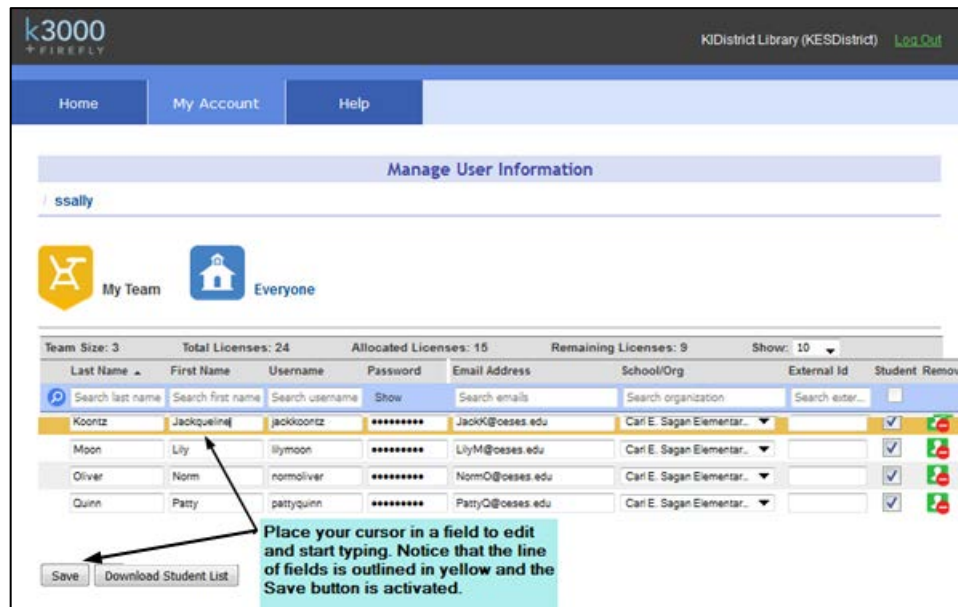 k3000
+FIREFLY
KIDistrict Library (KESDistrict) Log Out
Home My Account Help
Manage User Information
/ ssally
My Team Everyone
Team Size: 3 Total Licenses: 24 Allocated Licenses: 15 Remaining Licenses: 9 Show: 10
Last Name First Name Username Password Email Address School/Org External Id Student Remov
Search last name Search first name Search username Show Search emails Search organization Search exter...
Koontz Jackqueline jackkoontz ••••••••• JackK@ceses.edu Carl E. Sagan Elementar..
Moon Lily lilymoon ••••••••• LilyM@ceses.edu Carl E. Sagan Elementar..
Oliver Norm normoliver ••••••••• NormO@ceses.edu Carl E. Sagan Elementar..
Quinn Patty pattyquinn ••••••••• PattyQ@ceses.edu Carl E. Sagan Elementar..
Place your cursor in a field to edit
and start typing. Notice that the line
of fields is outlined in yellow and the
Save button is activated.
Save Download Student List